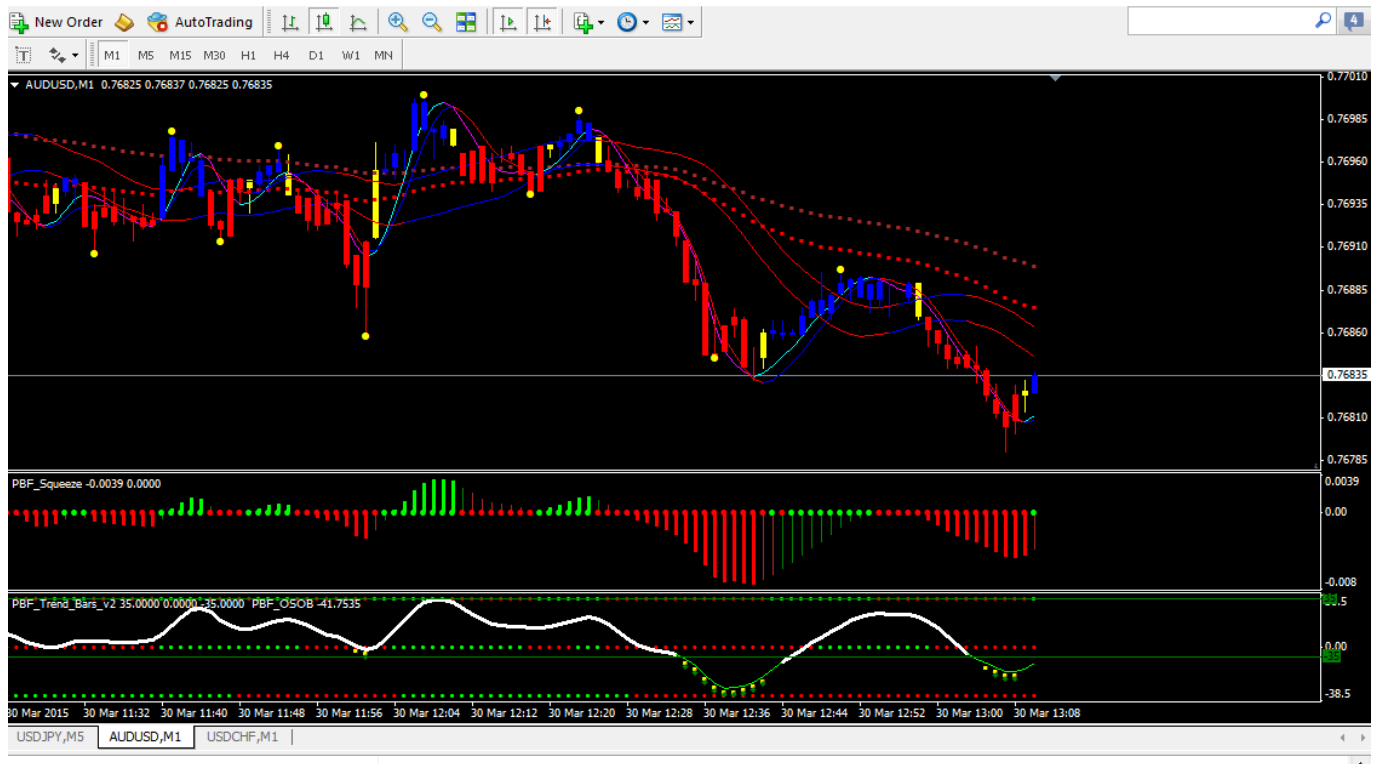 New Order AutoTrading 4
T M1 M5 M15 M30 H1 H4 D1 W1 MN
AUDUSD,M1 0.76825 0.76837 0.76825 0.76835
0.77010
0.76985
0.76960
0.76935
0.76910
0.76885
0.76860
0.76835
0.76810
0.76785
PBF_Squeeze -0.0039 0.0000
0.0039
0.00
-0.008
PBF_Trend_Bars_v2 35.0000 0.0000 -35.0000 PBF_OSOB -41.7535
0.00
-38.5
30 Mar 2015 30 Mar 11:32 30 Mar 11:40 30 Mar 11:48 30 Mar 11:56 30 Mar 12:04 30 Mar 12:12 30 Mar 12:20 30 Mar 12:28 30 Mar 12:36 30 Mar 12:44 30 Mar 12:52 30 Mar 13:00 30 Mar 13:08
USDJPY,M5 AUDUSD,M1 USDCHF,M1